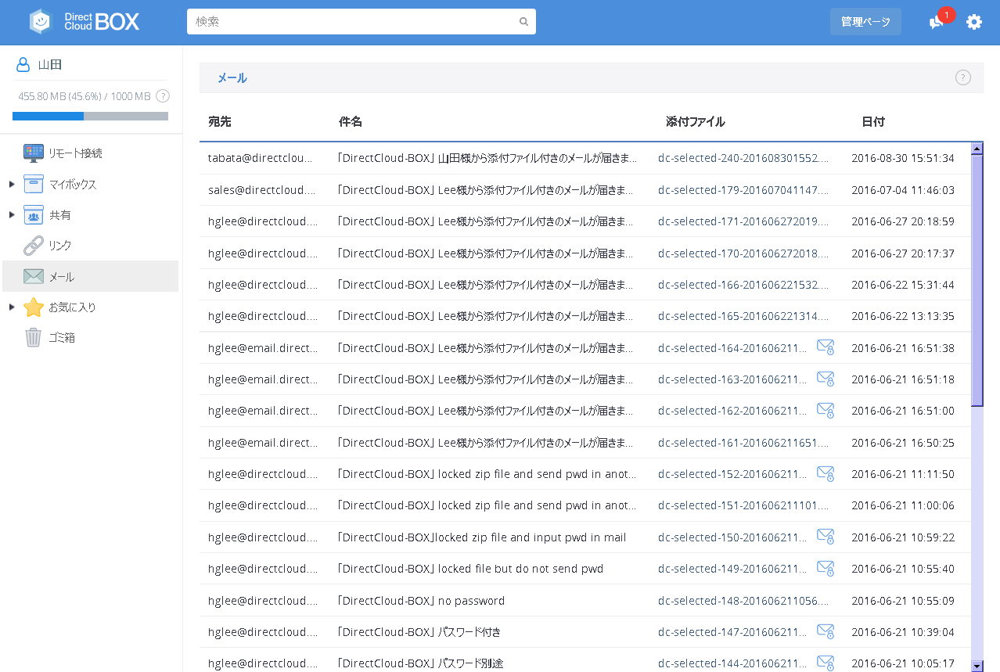 Direct Cloud BOX
検索
管理ページ
1
山田
455.80 MB (45.6%) / 1000 MB ?
リモート接続
マイボックス
共有
リンク
メール
お気に入り
ゴミ箱
メール ?
宛先 件名 添付ファイル 日付
tabata@directclou... 「DirectCloud-BOX」 山田様から添付ファイル付きのメールが届きま... dc-selected-240-201608301552.... 2016-08-30 15:51:34
sales@directcloud.... 「DirectCloud-BOX」 Lee様から添付ファイル付きのメールが届きま... dc-selected-179-201607041147.... 2016-07-04 11:46:03
hglee@directcloud.... 「DirectCloud-BOX」 Lee様から添付ファイル付きのメールが届きま... dc-selected-171-201606272019.... 2016-06-27 20:18:59
hglee@directcloud.... 「DirectCloud-BOX」 Lee様から添付ファイル付きのメールが届きま... dc-selected-170-201606272018.... 2016-06-27 20:17:37
hglee@directcloud.... 「DirectCloud-BOX」 Lee様から添付ファイル付きのメールが届きま... dc-selected-166-201606221532.... 2016-06-22 15:31:44
hglee@directcloud.... 「DirectCloud-BOX」 Lee様から添付ファイル付きのメールが届きま... dc-selected-165-201606221314.... 2016-06-22 13:13:35
hglee@email.direct... 「DirectCloud-BOX」 Lee様から添付ファイル付きのメールが届きま... dc-selected-164-201606211... 2016-06-21 16:51:38
hglee@email.direct... 「DirectCloud-BOX」 Lee様から添付ファイル付きのメールが届きま... dc-selected-163-201606211... 2016-06-21 16:51:18
hglee@email.direct... 「DirectCloud-BOX」 Lee様から添付ファイル付きのメールが届きま... dc-selected-162-201606211... 2016-06-21 16:51:00
hglee@email.direct... 「DirectCloud-BOX」 Lee様から添付ファイル付きのメールが届きま... dc-selected-161-201606211651.... 2016-06-21 16:50:25
hglee@directcloud.... 「DirectCloud-BOX」 locked zip file and send pwd in anot... dc-selected-152-201606211... 2016-06-21 11:11:50
hglee@directcloud.... 「DirectCloud-BOX」 locked zip file and send pwd in anot... dc-selected-151-201606211101.... 2016-06-21 11:00:06
hglee@directcloud.... 「DirectCloud-BOX」locked zip file and input pwd in mail dc-selected-150-201606211... 2016-06-21 10:59:22
hglee@directcloud.... 「DirectCloud-BOX」 locked file but do not send pwd dc-selected-149-201606211... 2016-06-21 10:55:40
hglee@directcloud.... 「DirectCloud-BOX」 no password dc-selected-148-201606211056.... 2016-06-21 10:55:09
hglee@directcloud.... 「DirectCloud-BOX」 パスワード付き dc-selected-147-201606211... 2016-06-21 10:39:04
hglee@directcloud.... 「DirectCloud-BOX」 パスワード別途 dc-selected-144-201606211... 2016-06-21 10:05:17